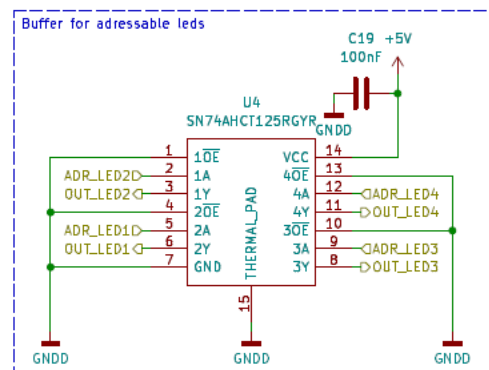 Buffer for adressable leds
C19 +5V
100nF
GNDD
U4
SN74AHCT125RGYR
1 1OE VCC 14
ADR_LED2 2 1A 4OE 13
OUT_LED2 3 1Y 4A 12 ADR_LED4
4 2OE 4Y 11 OUT_LED4
ADR_LED1 5 2A 3OE 10
OUT_LED1 6 2Y 3A 9 ADR_LED3
7 GND 3Y 8 OUT_LED3
THERMAL_PAD
15
GNDD GNDD GNDD